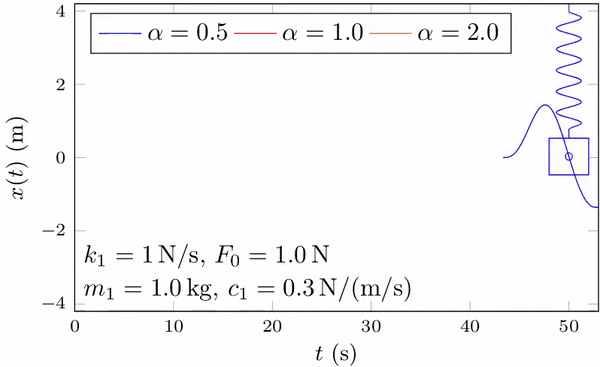 4
α = 0.5 α = 1.0 α = 2.0
2
0
−2
−4
x(t) (m)
k₁ = 1 N/s, F₀ = 1.0 N
m₁ = 1.0 kg, c₁ = 0.3 N/(m/s)
0 10 20 30 40 50
t (s)